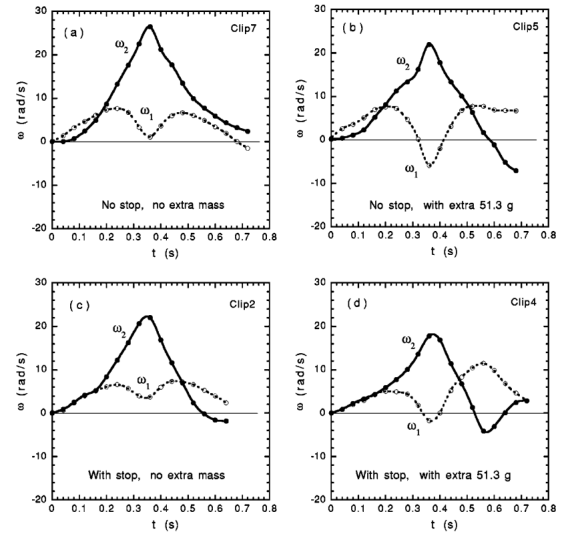 (a)
Clip7
ω2
ω1
No stop, no extra mass
ω (rad/s)
30
20
10
0
-10
-20
0 0.1 0.2 0.3 0.4 0.5 0.6 0.7 0.8
t (s)
(b)
Clip5
ω2
ω1
No stop, with extra 51.3 g
ω (rad/s)
30
20
10
0
-10
-20
0 0.1 0.2 0.3 0.4 0.5 0.6 0.7 0.8
t (s)
(c)
Clip2
ω2
ω1
With stop, no extra mass
ω (rad/s)
30
20
10
0
-10
-20
0 0.1 0.2 0.3 0.4 0.5 0.6 0.7 0.8
t (s)
(d)
Clip4
ω2
ω1
With stop, with extra 51.3 g
ω (rad/s)
30
20
10
0
-10
-20
0 0.1 0.2 0.3 0.4 0.5 0.6 0.7 0.8
t (s)